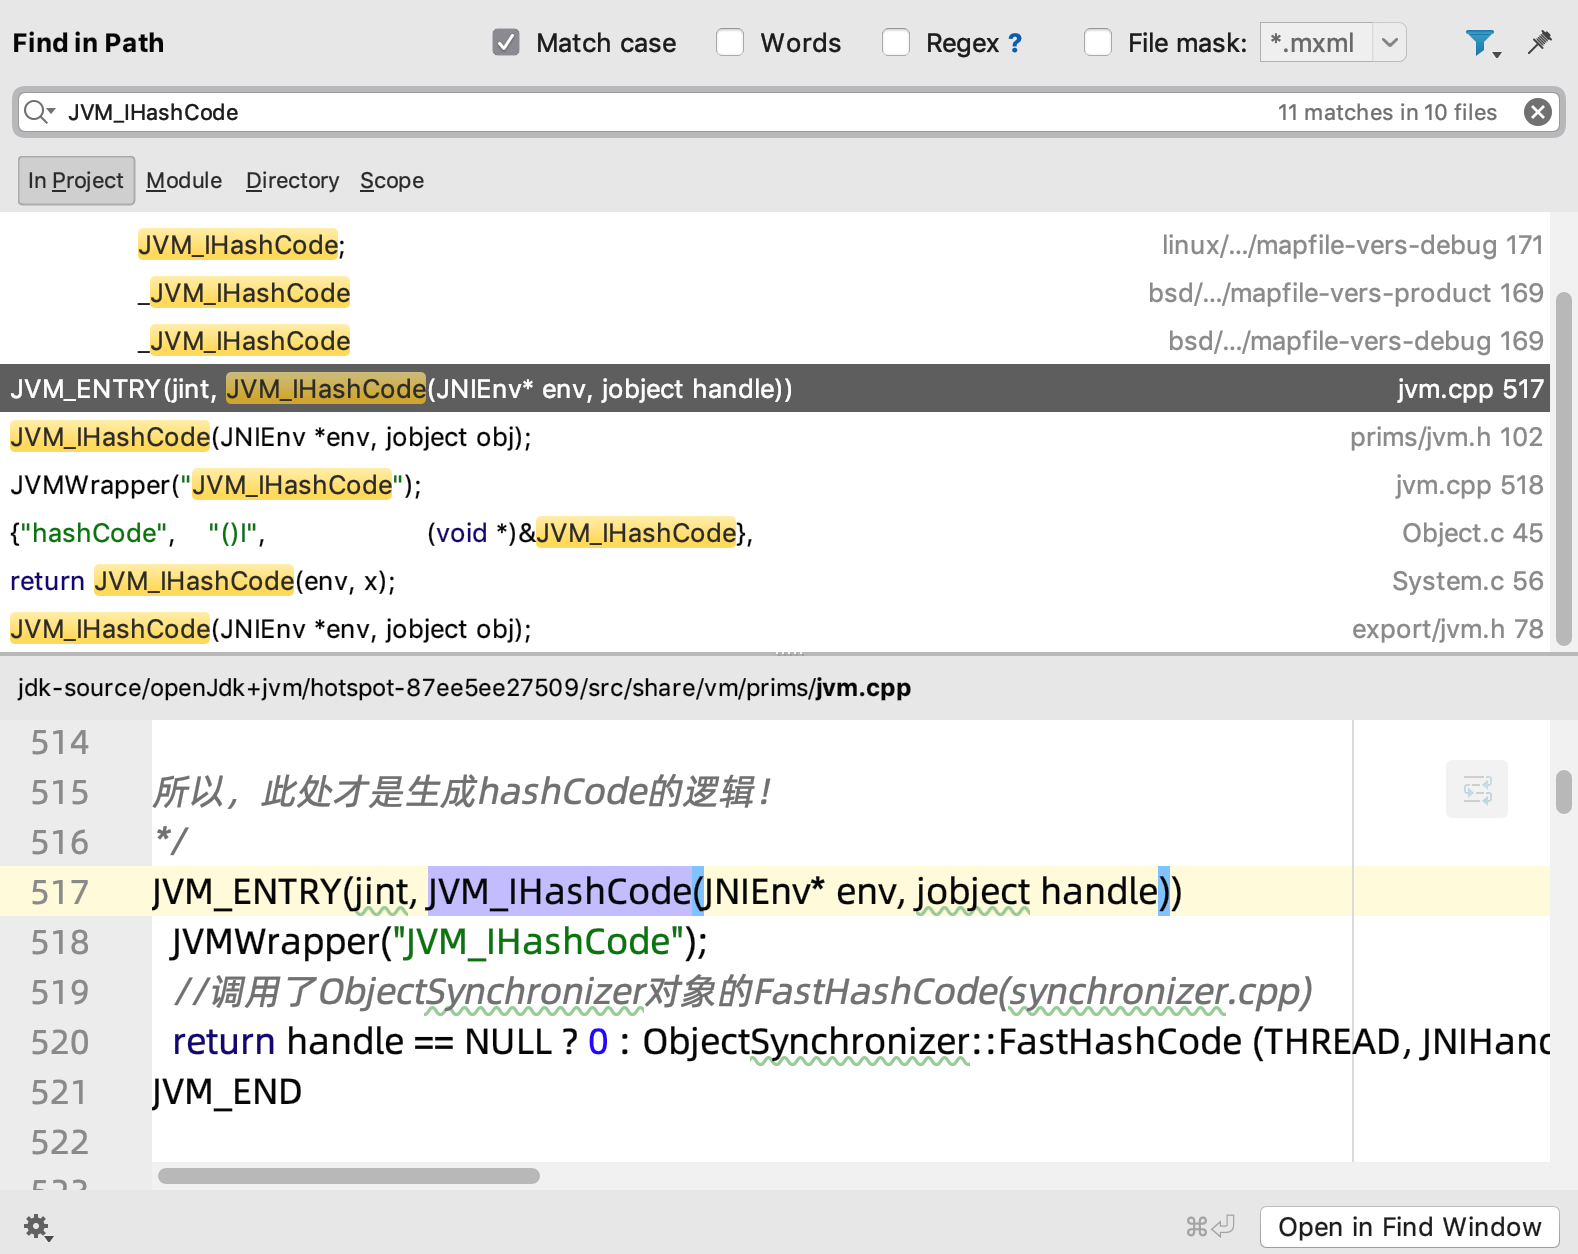 Find in Path
Match case
Words
Regex ?
File mask:
*.mxml
JVM_IHashCode
11 matches in 10 files
In Project
Module
Directory
Scope
JVM_IHashCode; linux/.../mapfile-vers-debug 171
_JVM_IHashCode bsd/.../mapfile-vers-product 169
_JVM_IHashCode bsd/.../mapfile-vers-debug 169
JVM_ENTRY(jint, JVM_IHashCode(JNIEnv* env, jobject handle)) jvm.cpp 517
JVM_IHashCode(JNIEnv *env, jobject obj); prims/jvm.h 102
JVMWrapper("JVM_IHashCode"); jvm.cpp 518
{"hashCode", "()I", (void *)&JVM_IHashCode}, Object.c 45
return JVM_IHashCode(env, x); System.c 56
JVM_IHashCode(JNIEnv *env, jobject obj); export/jvm.h 78
jdk-source/openJdk+jvm/hotspot-87ee5ee27509/src/share/vm/prims/jvm.cpp
514
515 所以，此处才是生成hashCode的逻辑！
516 */
517 JVM_ENTRY(jint, JVM_IHashCode(JNIEnv* env, jobject handle))
518 JVMWrapper("JVM_IHashCode");
519 //调用了ObjectSynchronizer对象的FastHashCode(synchronizer.cpp)
520 return handle == NULL ? 0 : ObjectSynchronizer::FastHashCode (THREAD, JNIHanc
521 JVM_END
522
523
⌘⏎ Open in Find Window